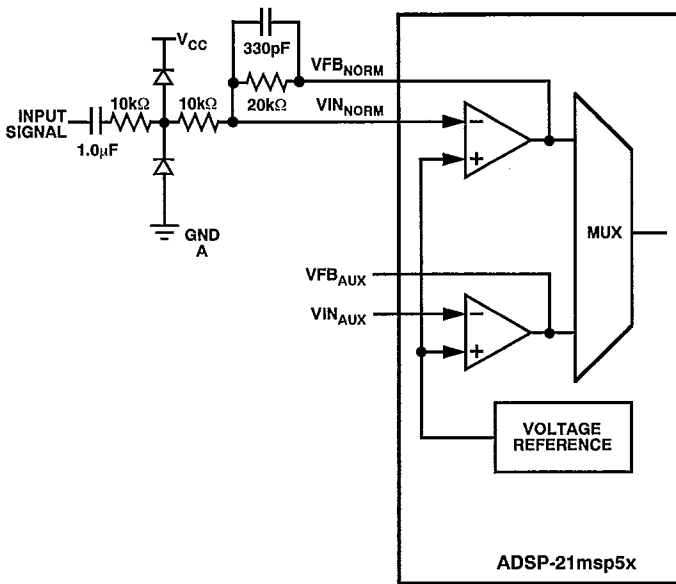 VCC
330pF
VFBNORM
10kΩ
10kΩ
20kΩ
INPUT
SIGNAL
VINNORM
1.0μF
−
+
GND
A
MUX
VFBAUX
VINAUX
−
+
VOLTAGE
REFERENCE
ADSP-21msp5x